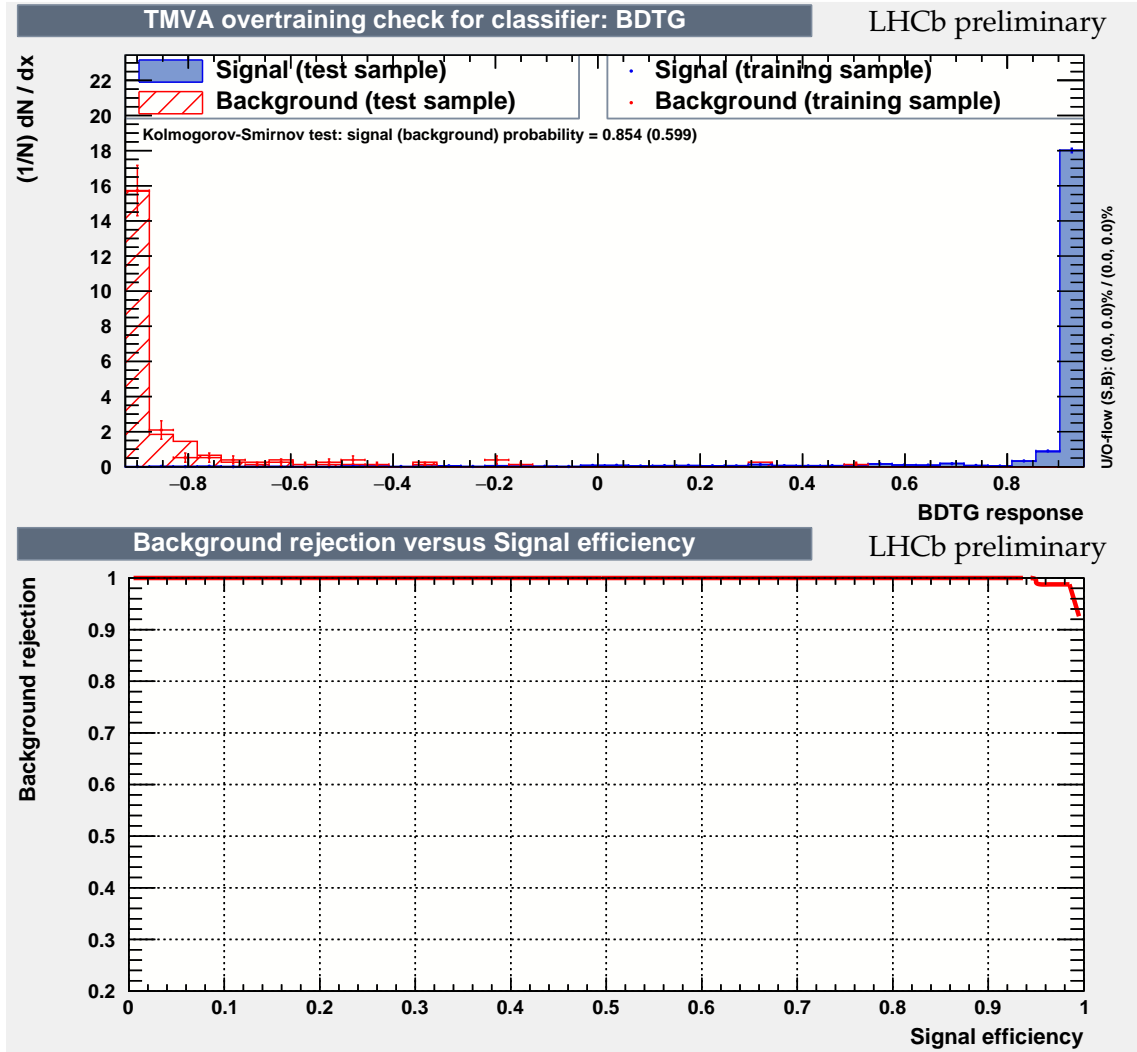 TMVA overtraining check for classifier: BDTG
LHCb preliminary
(1/N) dN / dx
Signal (test sample)
Background (test sample)
Signal (training sample)
Background (training sample)
Kolmogorov-Smirnov test: signal (background) probability = 0.854 (0.599)
22
20
18
16
14
12
10
8
6
4
2
0
−0.8 −0.6 −0.4 −0.2 0 0.2 0.4 0.6 0.8
BDTG response
U/O-flow (S,B): (0.0, 0.0)% / (0.0, 0.0)%
Background rejection versus Signal efficiency
LHCb preliminary
Background rejection
1
0.9
0.8
0.7
0.6
0.5
0.4
0.3
0.2
0 0.1 0.2 0.3 0.4 0.5 0.6 0.7 0.8 0.9 1
Signal efficiency